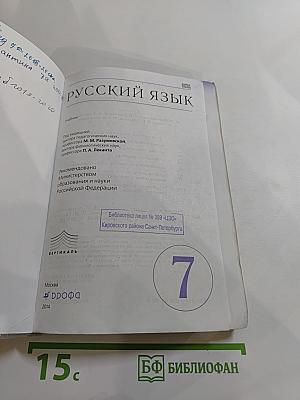 РУССКИЙ ЯЗЫК
Учебник
Под редакцией
доктора педагогических наук,
профессора М. М. Разумовской,
доктора филологических наук,
профессора П. А. Леканта
Рекомендовано
Министерством
образования и науки
Российской Федерации
Библиотека лицея № 389 «ЦЭО»
Кировского района Санкт-Петербурга
ВЕРТИКАЛЬ
7
Москва
ДРОФА
2014
15 с
БФ БИБЛИОФАН